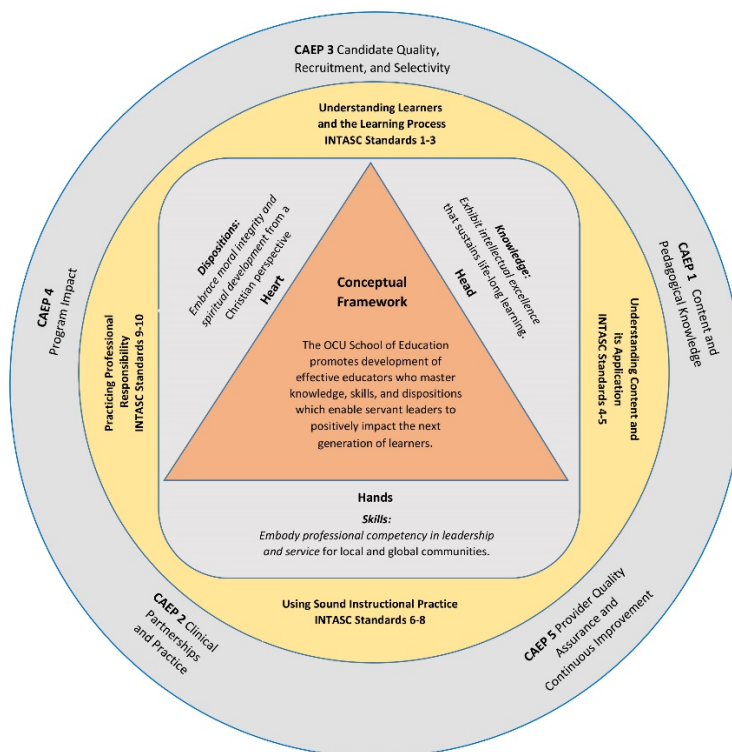 CAEP 3 Candidate Quality,
Recruitment, and Selectivity
Understanding Learners
and the Learning Process
INTASC Standards 1-3
Dispositions:
Embrace moral integrity and
spiritual development from a
Christian perspective
Heart
Knowledge:
Exhibit intellectual excellence
that sustains life-long learning.
Head
CAEP 4
Program Impact
Practicing Professional
Responsibility
INTASC Standards 9-10
Conceptual
Framework
The OCU School of Education
promotes development of
effective educators who master
knowledge, skills, and dispositions
which enable servant leaders to
positively impact the next
generation of learners.
Understanding Content and
its Application
INTASC Standards 4-5
CAEP 1 Content and
Pedagogical Knowledge
Hands
Skills:
Embody professional competency in leadership
and service for local and global communities.
Using Sound Instructional Practice
INTASC Standards 6-8
CAEP 2 Clinical
Partnerships
and Practice
CAEP 5 Provider Quality
Assurance and
Continuous Improvement